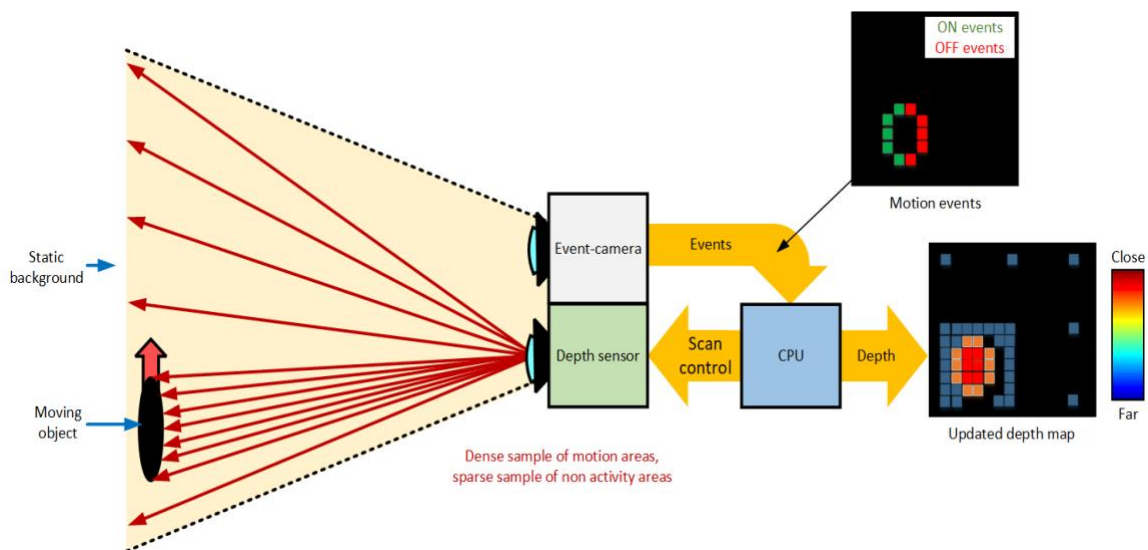 ON events
OFF events
Motion events
Static
background
Event-camera
Events
Close
Depth sensor
Scan
control
CPU
Depth
Moving
object
Far
Updated depth map
Dense sample of motion areas,
sparse sample of non activity areas